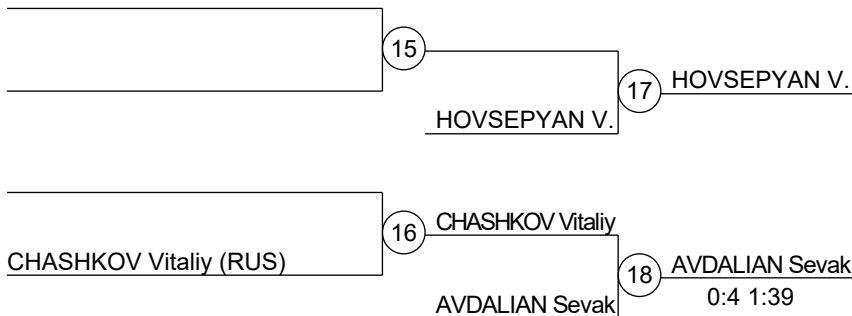 15
HOVSEPYAN V.
17
HOVSEPYAN V.
CHASHKOV Vitaliy (RUS)
16
CHASHKOV Vitaliy
AVDALIAN Sevak
18
AVDALIAN Sevak
0:4 1:39